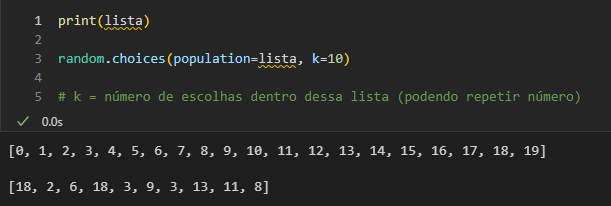 1 print(lista)
2
3 random.choices(population=lista, k=10)
4
5 # k = número de escolhas dentro dessa lista (podendo repetir número)
0.0s
[0, 1, 2, 3, 4, 5, 6, 7, 8, 9, 10, 11, 12, 13, 14, 15, 16, 17, 18, 19]
[18, 2, 6, 18, 3, 9, 3, 13, 11, 8]